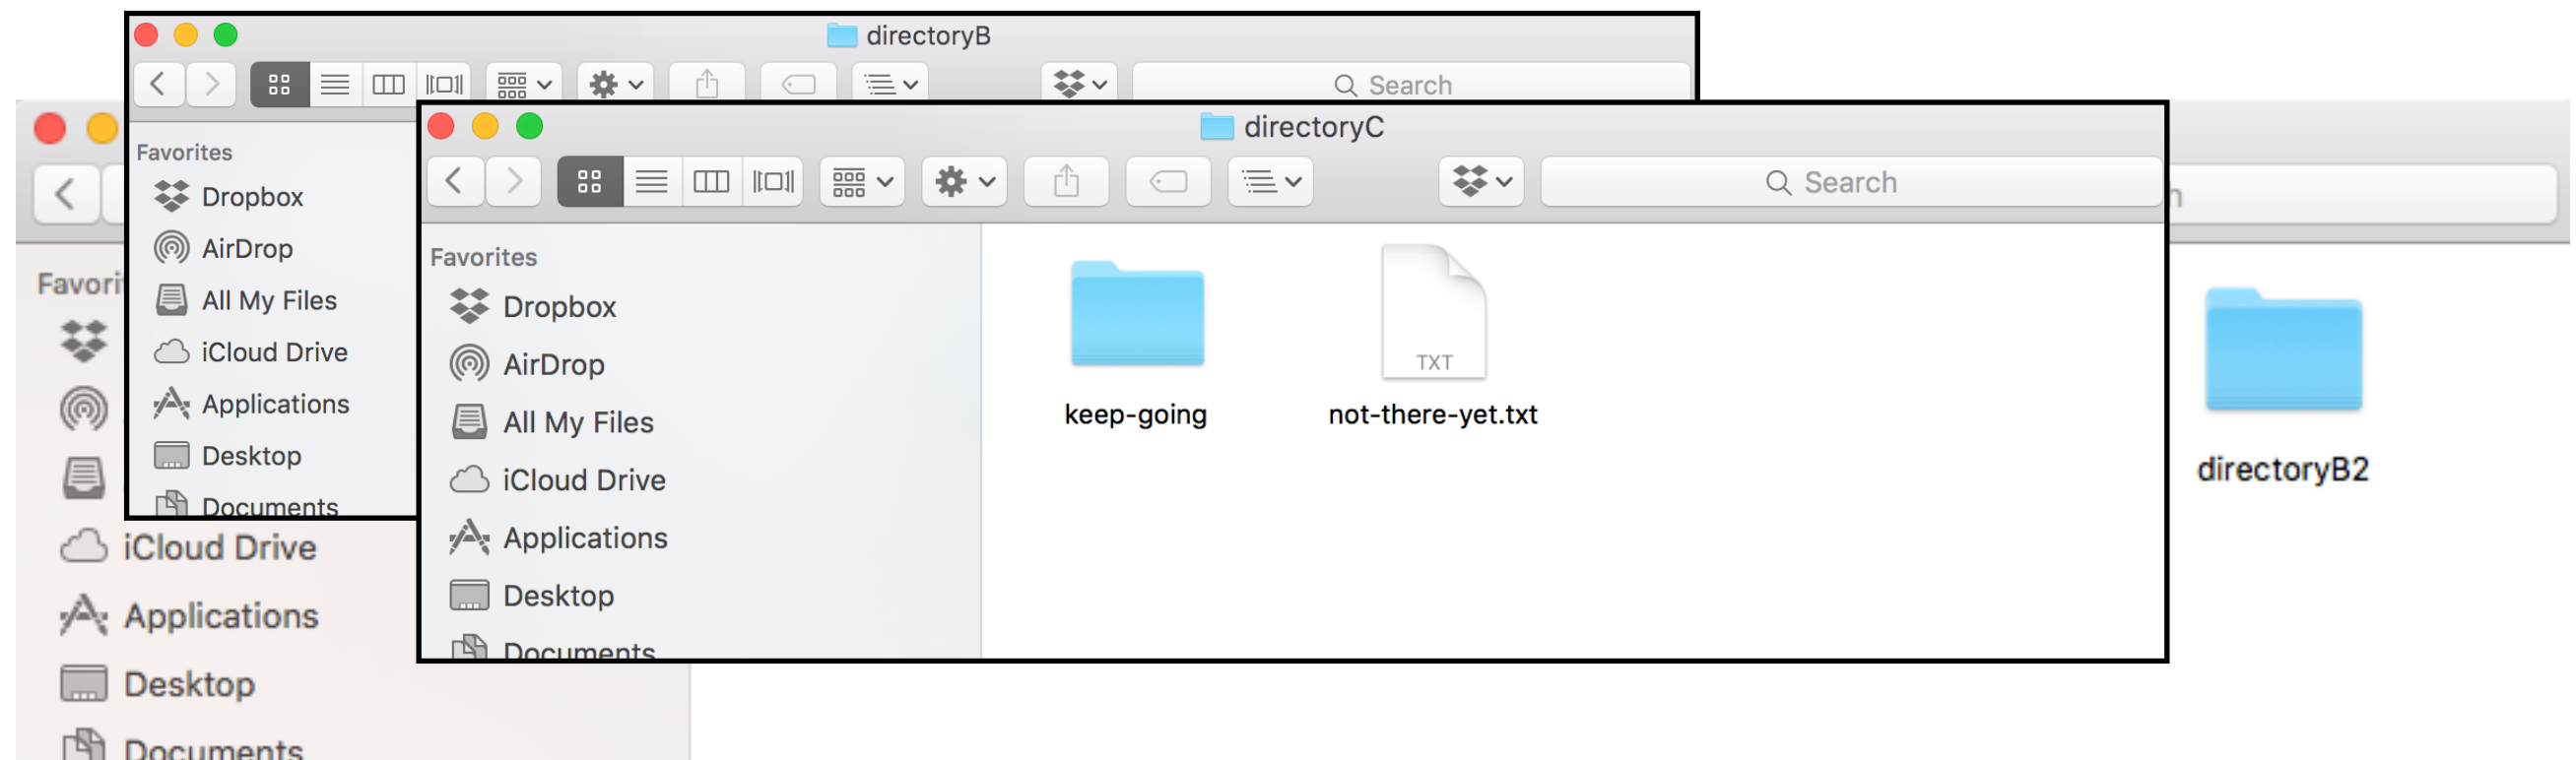 directoryB
Search
Favorites
Dropbox
AirDrop
All My Files
iCloud Drive
Applications
Desktop
Documents
directoryC
Search
Favorites
Dropbox
AirDrop
All My Files
iCloud Drive
Applications
Desktop
Documents
keep-going
not-there-yet.txt
TXT
iCloud Drive
Applications
Desktop
Documents
directoryB2